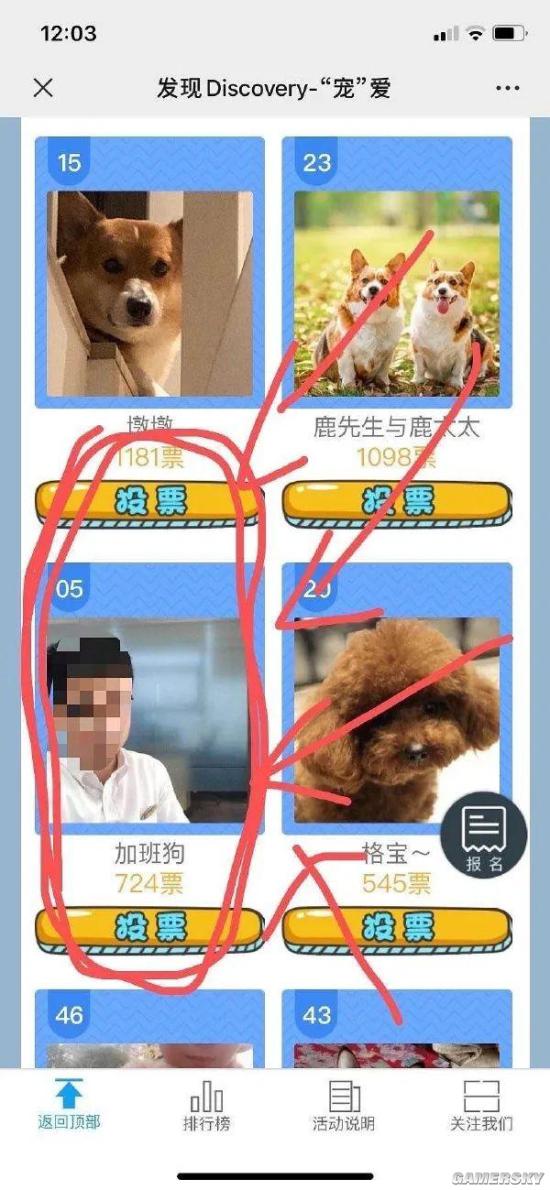 12:03
发现Discovery-“宠”爱
15
23
墩墩
鹿先生与鹿太太
1181票
1098票
投票
投票
05
20
加班狗
格宝～
724票
545票
报名
投票
投票
46
43
返回顶部
排行榜
活动说明
关注我们
GAMERSKY